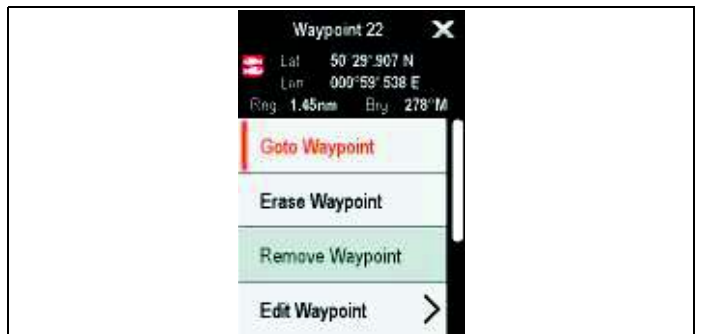 Waypoint 22 X
Lat 50°29'.907 N
Lon 000°59'.538 E
Rng 1.45nm Brg 278°M
Goto Waypoint
Erase Waypoint
Remove Waypoint
Edit Waypoint >